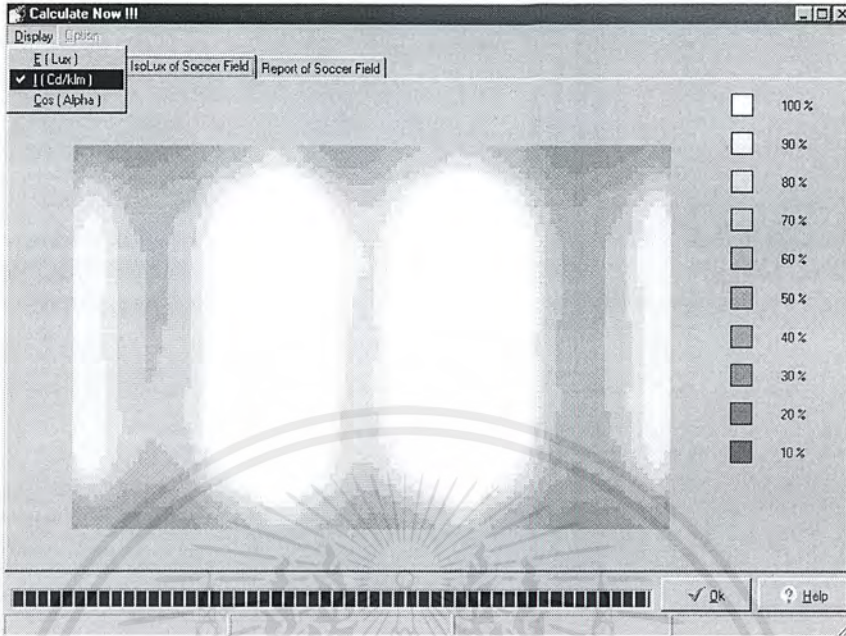 Calculate Now !!!
Display Option
E ( Lux )
✓ I ( Cd/klm )
Cos ( Alpha )
IsoLux of Soccer Field Report of Soccer Field
100 %
90 %
80 %
70 %
60 %
50 %
40 %
30 %
20 %
10 %
Ok
Help